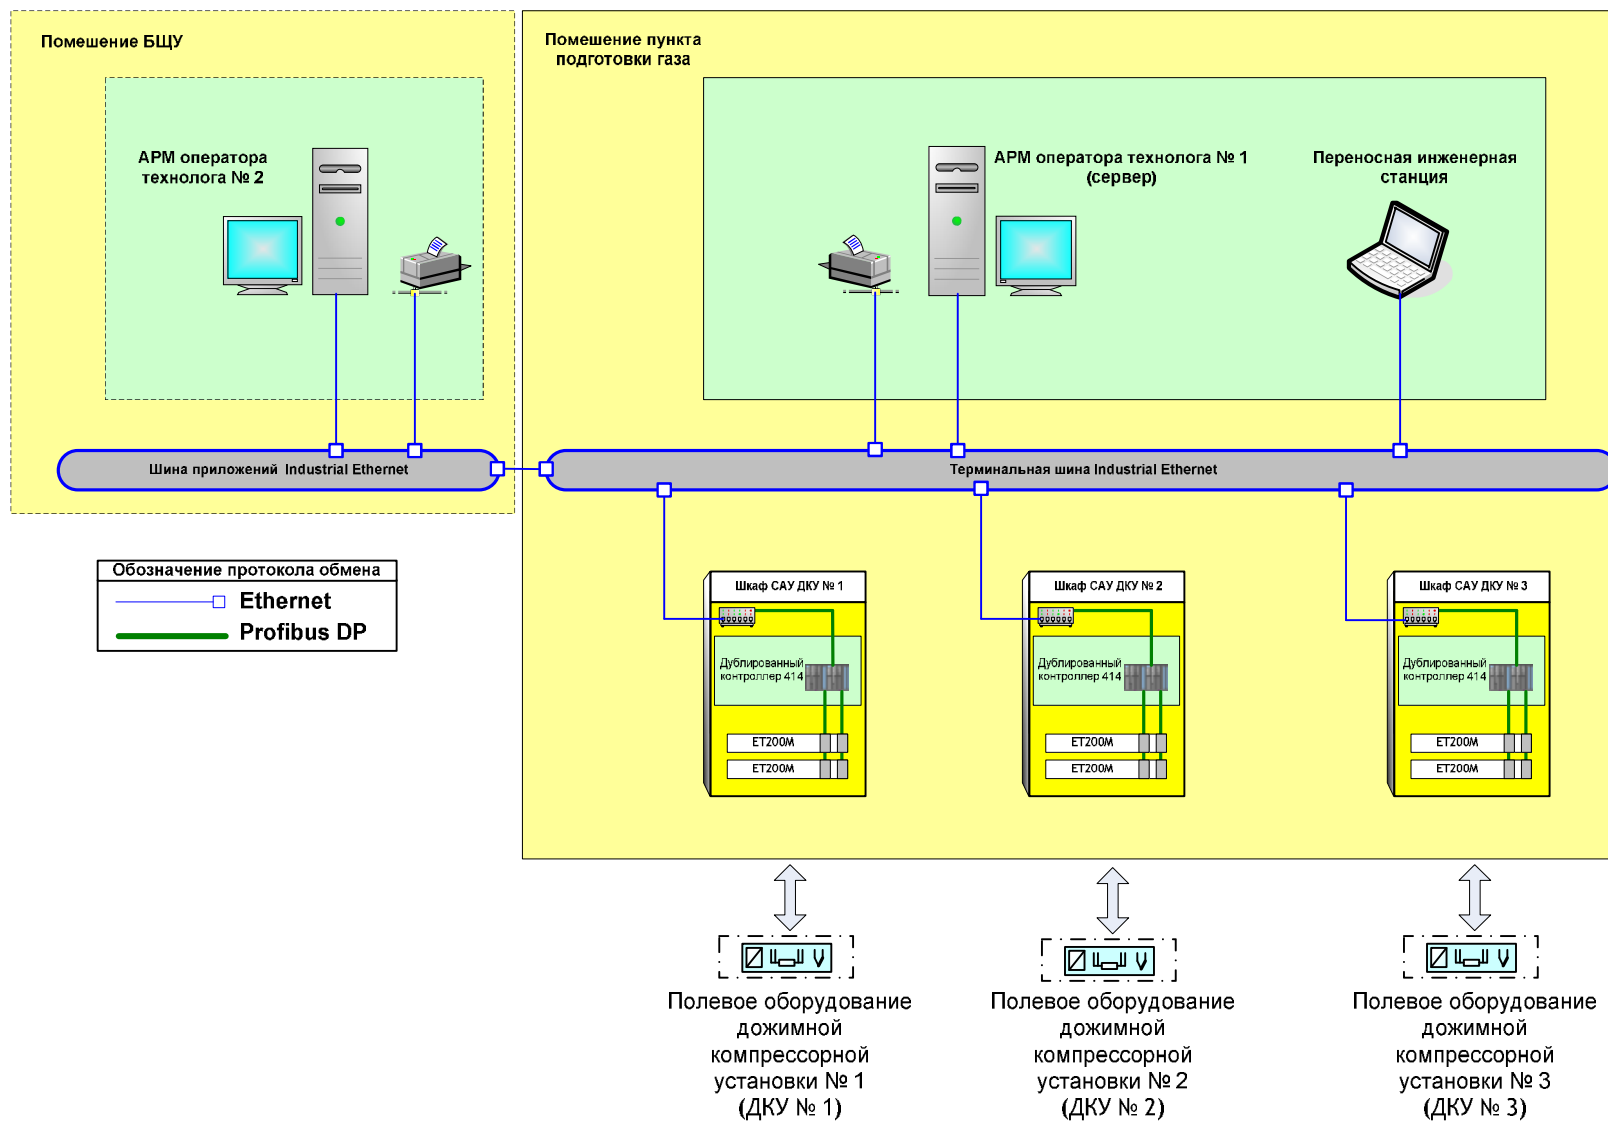 Помешение БЩУ
АРМ оператора
технолога № 2
Шина приложений Industrial Ethernet
Помешение пункта
подготовки газа
АРМ оператора технолога № 1
(сервер)
Переносная инженерная
станция
Терминальная шина Industrial Ethernet
Обозначение протокола обмена
Ethernet
Profibus DP
Шкаф САУ ДКУ № 1
Дублированный
контроллер 414
ET200M
ET200M
Шкаф САУ ДКУ № 2
Дублированный
контроллер 414
ET200M
ET200M
Шкаф САУ ДКУ № 3
Дублированный
контроллер 414
ET200M
ET200M
Полевое оборудование
дожимной
компрессорной
установки № 1
(ДКУ № 1)
Полевое оборудование
дожимной
компрессорной
установки № 2
(ДКУ № 2)
Полевое оборудование
дожимной
компрессорной
установки № 3
(ДКУ № 3)